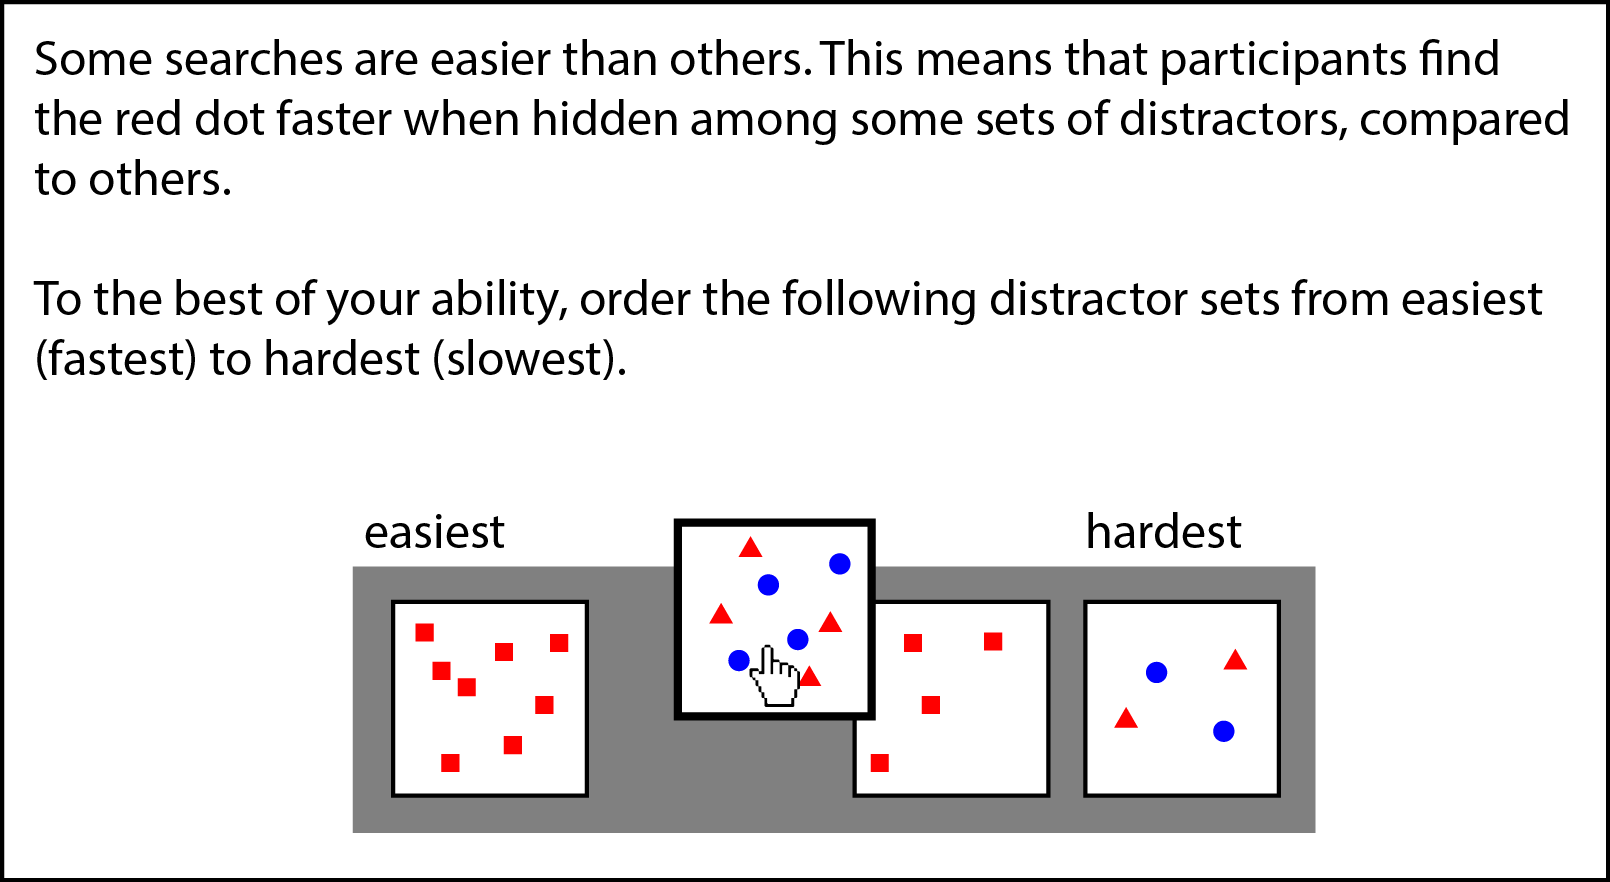 Some searches are easier than others. This means that participants find
the red dot faster when hidden among some sets of distractors, compared
to others.
To the best of your ability, order the following distractor sets from easiest
(fastest) to hardest (slowest).
easiest
hardest